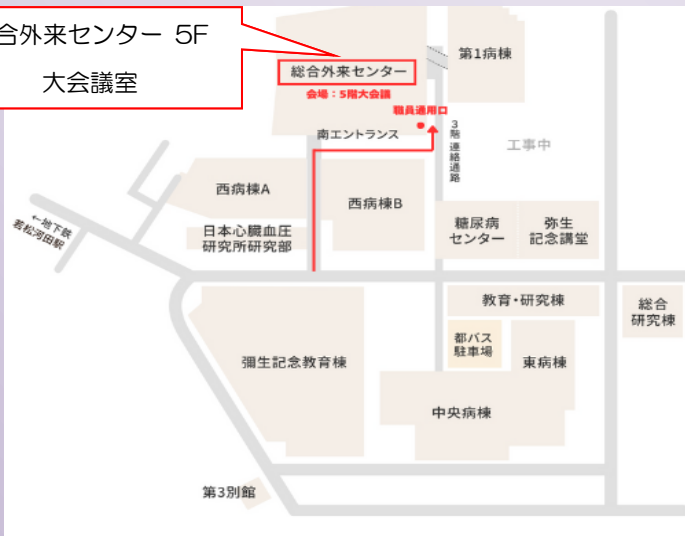 合外来センター 5F
大会議室
総合外来センター
会場：5階大会議
職員通用口
第1病棟
南エントランス
3階 連絡通路
工事中
西病棟A
西病棟B
←地下鉄
若松河田駅
日本心臓血圧
研究所研究部
糖尿病
センター
弥生
記念講堂
教育・研究棟
総合
研究棟
都バス
駐車場
彌生記念教育棟
東病棟
中央病棟
第3別館